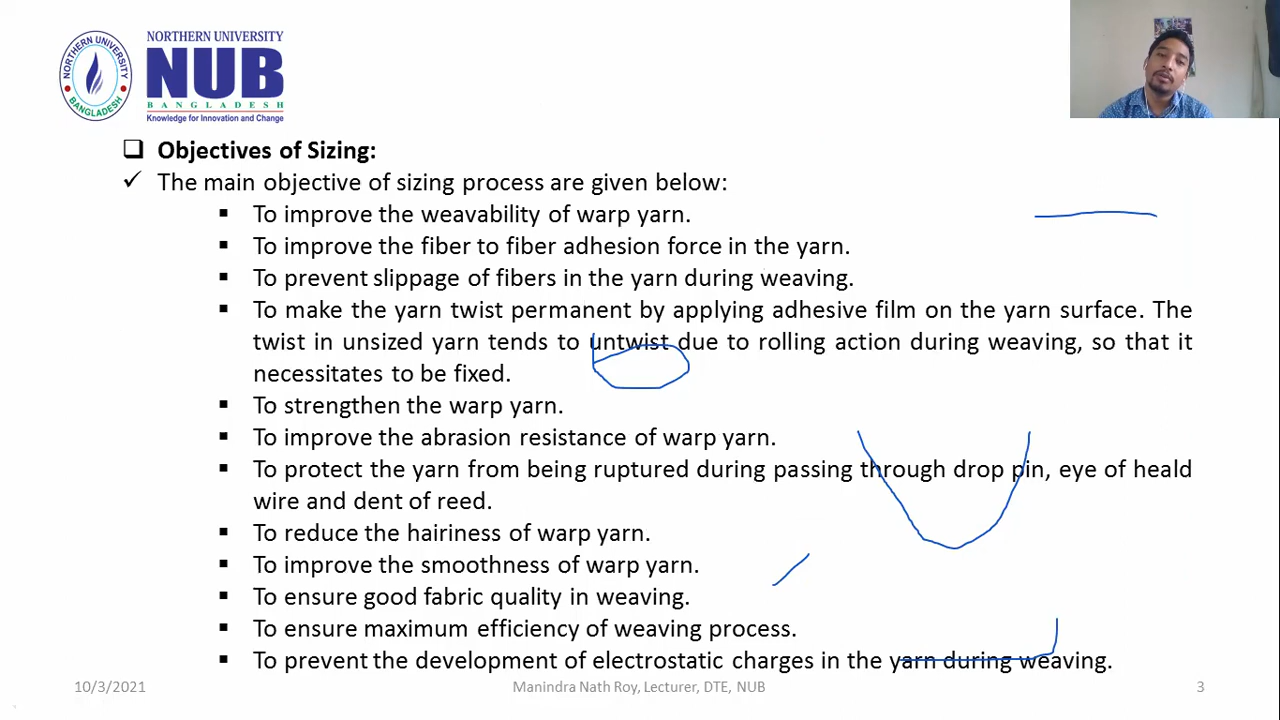 NORTHERN UNIVERSITY
BANGLADESH
NORTHERN UNIVERSITY
NUB
BANGLADESH
Knowledge for Innovation and Change
❑ Objectives of Sizing:
✓ The main objective of sizing process are given below:
▪ To improve the weavability of warp yarn.
▪ To improve the fiber to fiber adhesion force in the yarn.
▪ To prevent slippage of fibers in the yarn during weaving.
▪ To make the yarn twist permanent by applying adhesive film on the yarn surface. The
twist in unsized yarn tends to untwist due to rolling action during weaving, so that it
necessitates to be fixed.
▪ To strengthen the warp yarn.
▪ To improve the abrasion resistance of warp yarn.
▪ To protect the yarn from being ruptured during passing through drop pin, eye of heald
wire and dent of reed.
▪ To reduce the hairiness of warp yarn.
▪ To improve the smoothness of warp yarn.
▪ To ensure good fabric quality in weaving.
▪ To ensure maximum efficiency of weaving process.
▪ To prevent the development of electrostatic charges in the yarn during weaving.
10/3/2021
Manindra Nath Roy, Lecturer, DTE, NUB
3